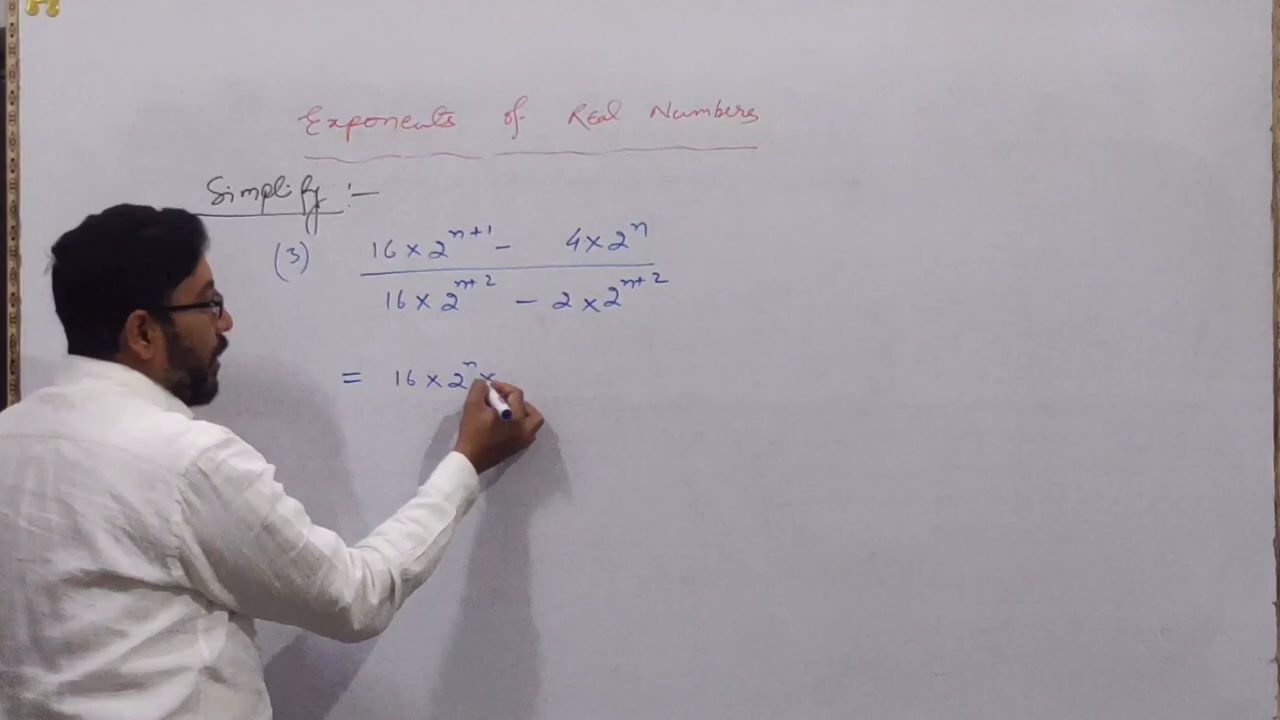 Exponents of Real Numbers
Simplify :-
(3) 16 × 2^{n+1} - 4 × 2^{n}
16 × 2^{n+2} - 2 × 2^{n+2}
= 16 × 2^{n} ×